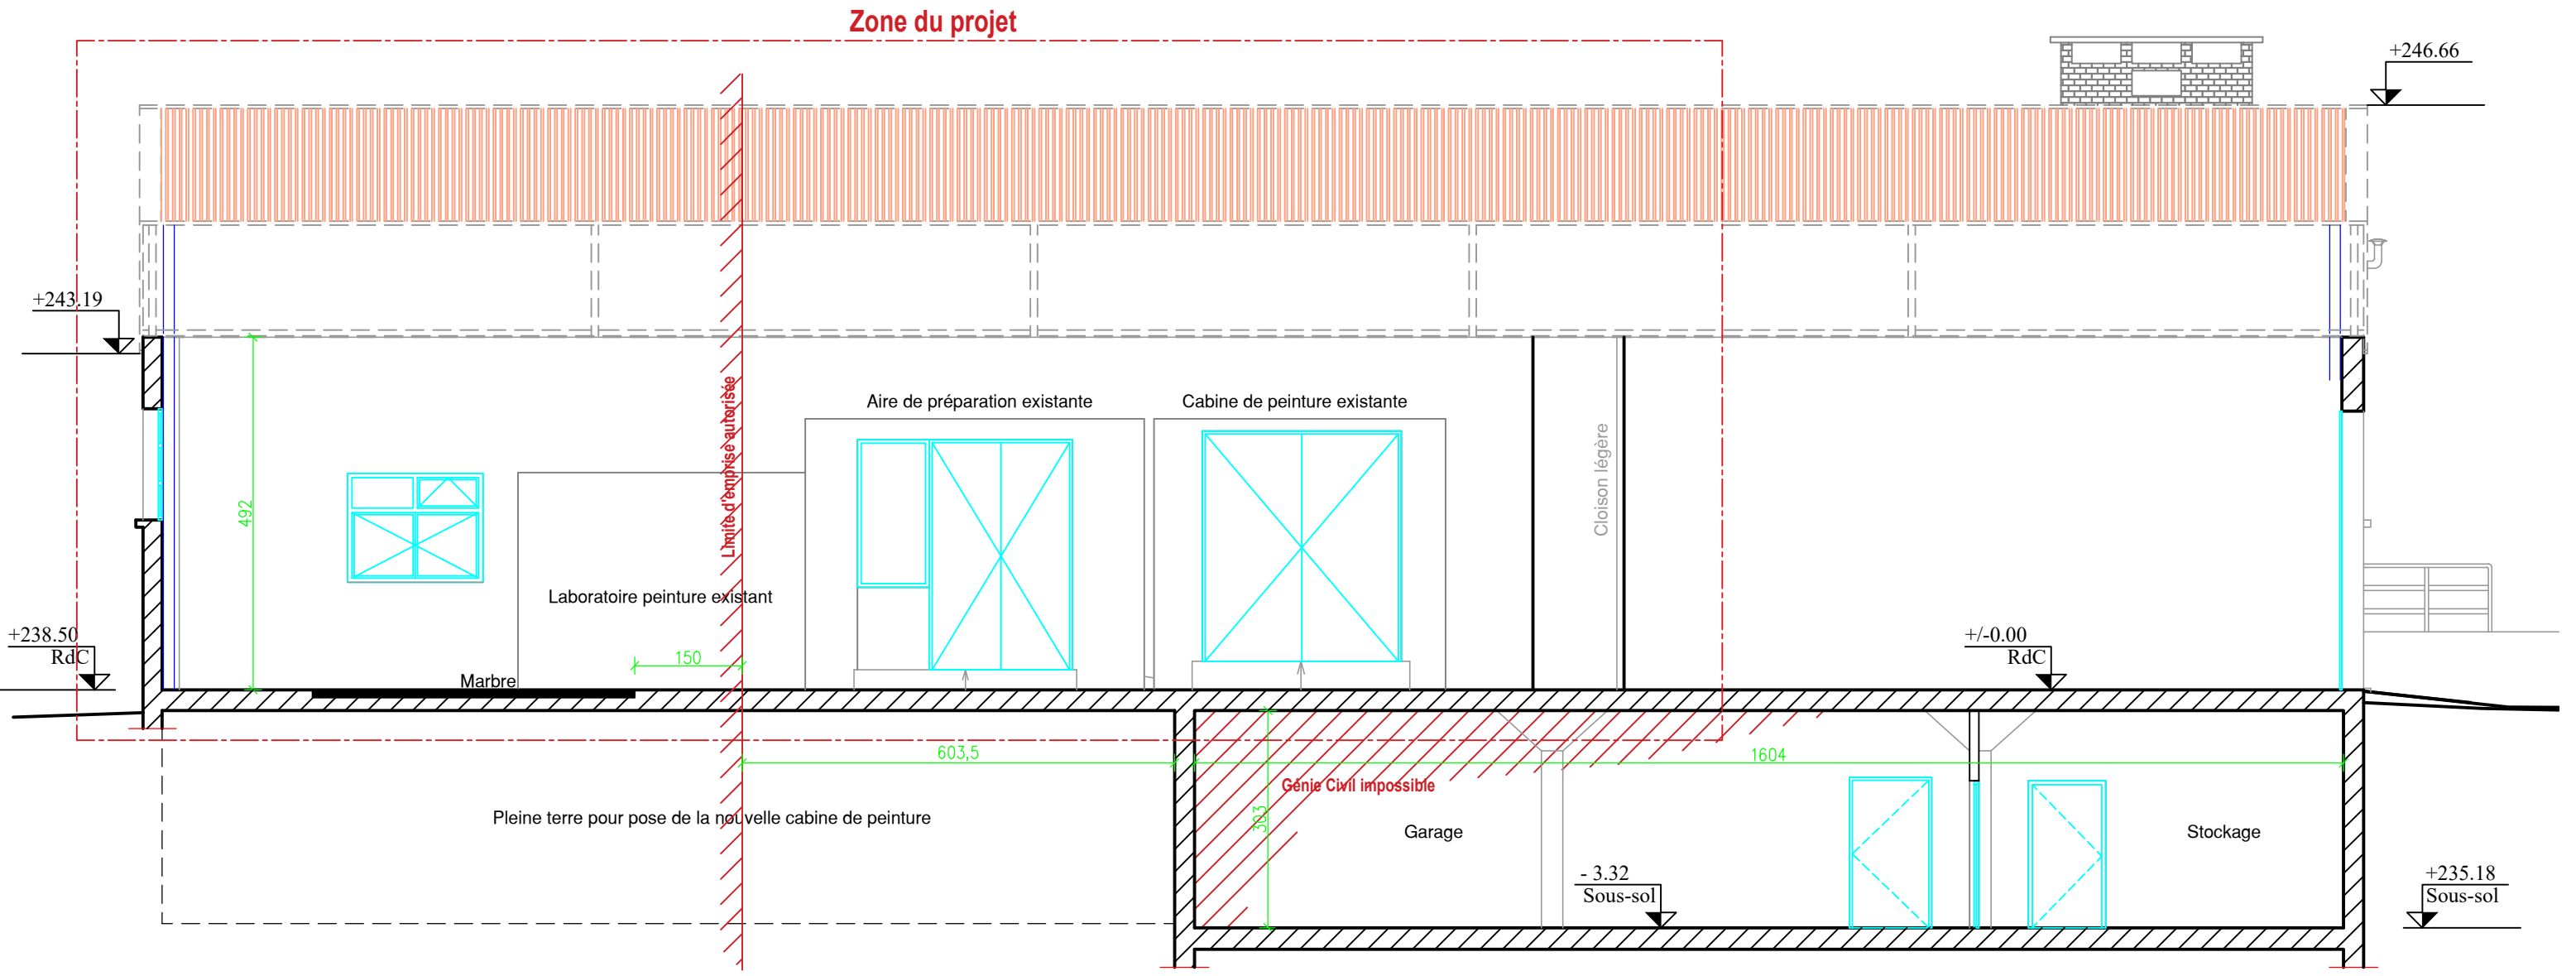 Zone du projet
+246.66
+243.19
Limite d'emprise autorisée
Aire de préparation existante
Cabine de peinture existante
Cloison légère
492
Laboratoire peinture existant
+238.50
RdC
+/-0.00
RdC
150
Marbre
603,5
1604
Génie Civil impossible
303
Pleine terre pour pose de la nouvelle cabine de peinture
Garage
Stockage
- 3.32
Sous-sol
+235.18
Sous-sol